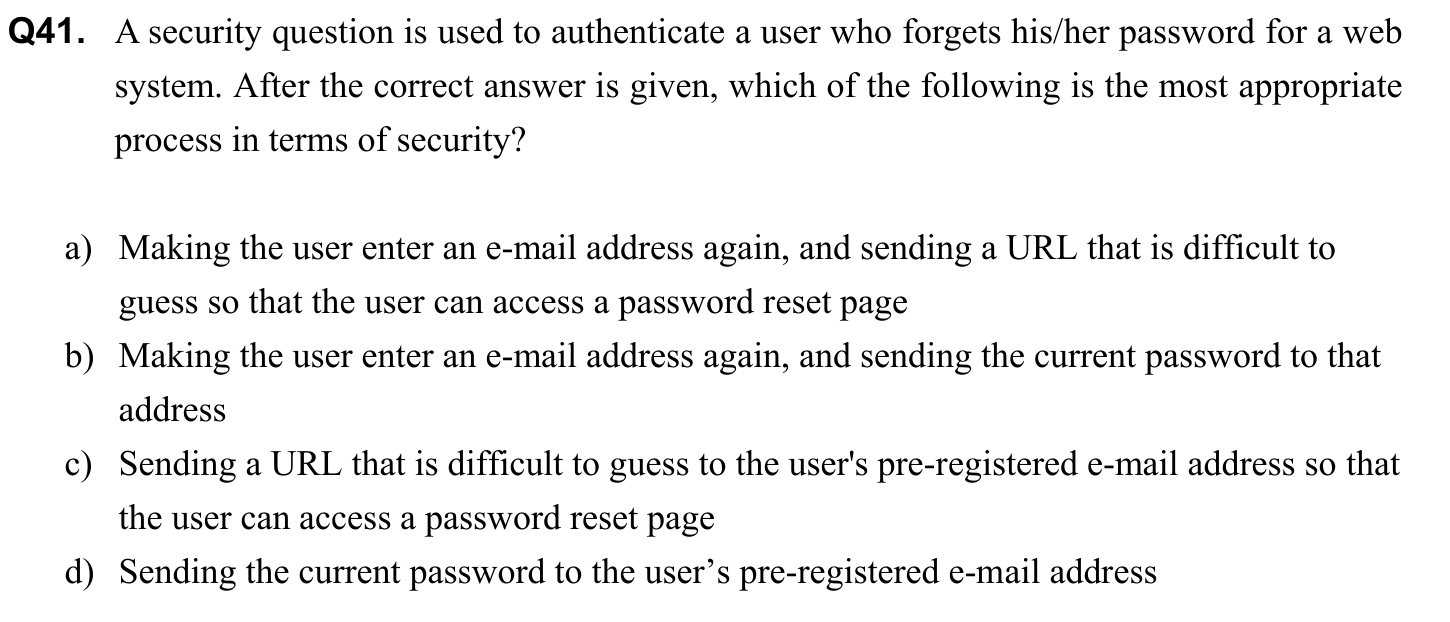 Q41. A security question is used to authenticate a user who forgets his/her password for a web
system. After the correct answer is given, which of the following is the most appropriate
process in terms of security?
a) Making the user enter an e-mail address again, and sending a URL that is difficult to
guess so that the user can access a password reset page
b) Making the user enter an e-mail address again, and sending the current password to that
address
c) Sending a URL that is difficult to guess to the user's pre-registered e-mail address so that
the user can access a password reset page
d) Sending the current password to the user’s pre-registered e-mail address